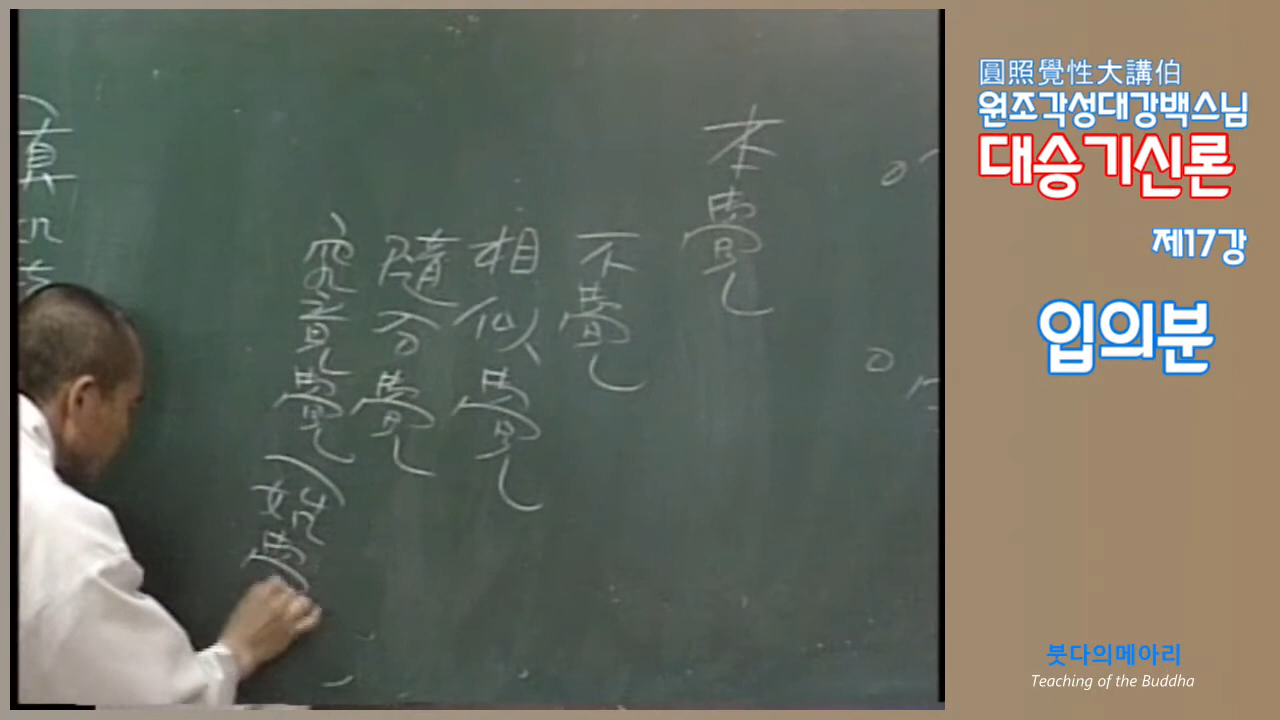 本覺
不覺
相似覺
隨分覺
究竟覺
(始覺
(真
圓照覺性大講伯
원조각성대강백스님
대승기신론
제17강
입의분
붓다의메아리
Teaching of the Buddha